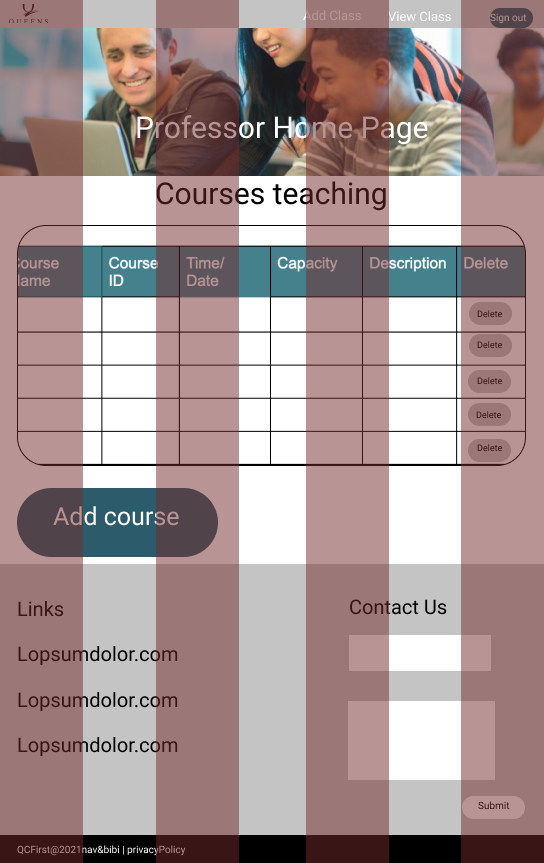 QUEENS
Add Class View Class Sign out
Professor Home Page
Courses teaching
Course
Name
Course
ID
Time/
Date
Capacity
Description
Delete
Delete
Delete
Delete
Delete
Delete
Add course
Links
Lopsumdolor.com
Lopsumdolor.com
Lopsumdolor.com
Contact Us
Submit
QCFirst@2021nav&bibi | privacyPolicy